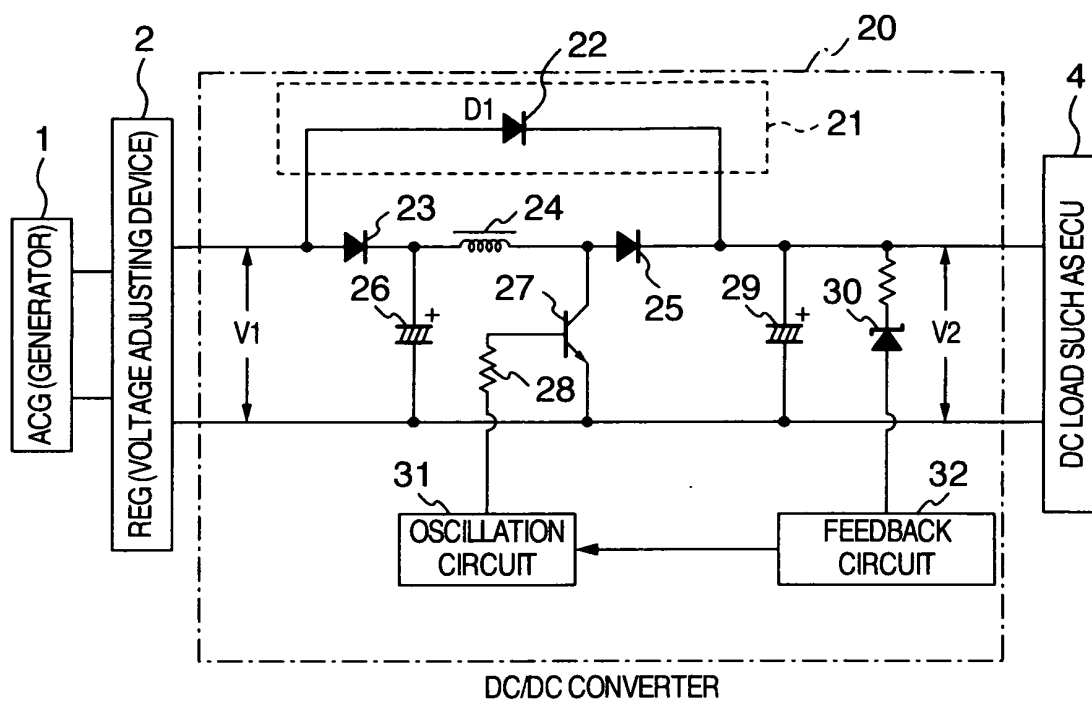 20
2
22
4
D1
21
1
23
24
ACG (GENERATOR)
REG (VOLTAGE ADJUSTING DEVICE)
V1
26
+
27
25
29
+
30
V2
DC LOAD SUCH AS ECU
28
31
32
OSCILLATION
CIRCUIT
FEEDBACK
CIRCUIT
DC/DC CONVERTER